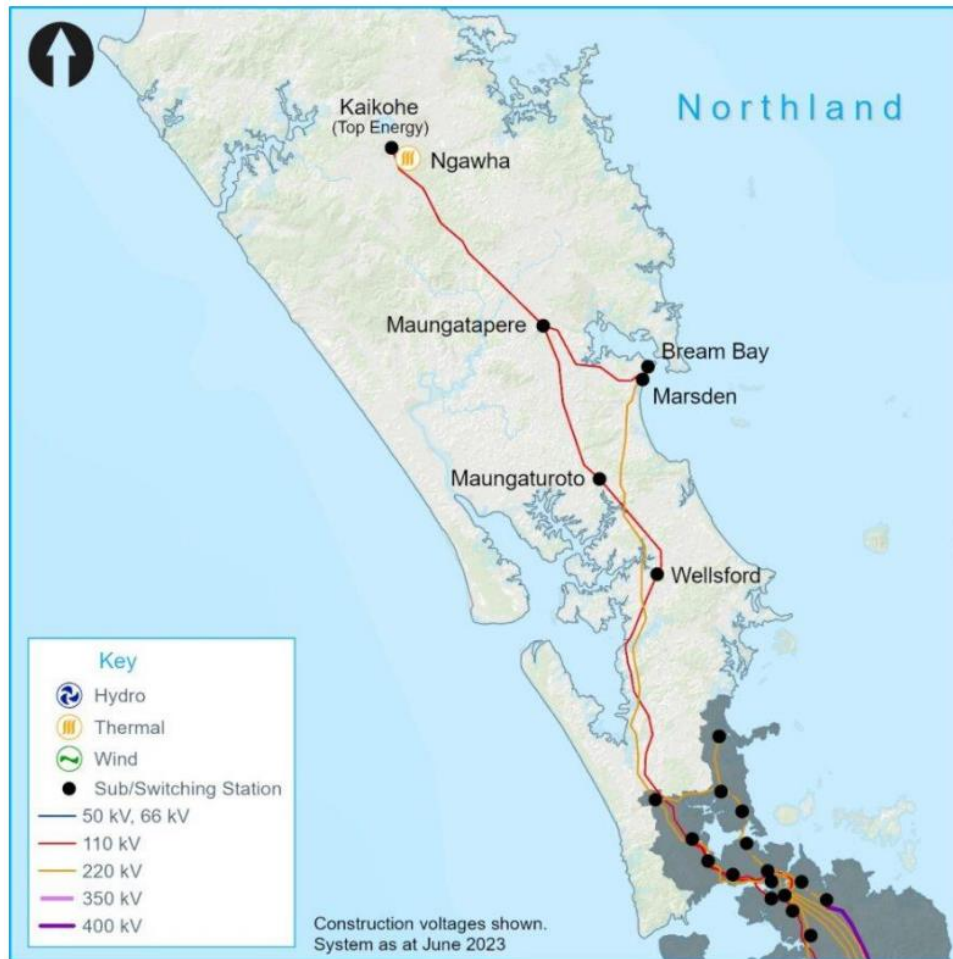 Northland
Kaikohe
(Top Energy)
Ngawha
Maungatapere
Bream Bay
Marsden
Maungaturoto
Wellsford
Key
Hydro
Thermal
Wind
Sub/Switching Station
50 kV, 66 kV
110 kV
220 kV
350 kV
400 kV
Construction voltages shown.
System as at June 2023